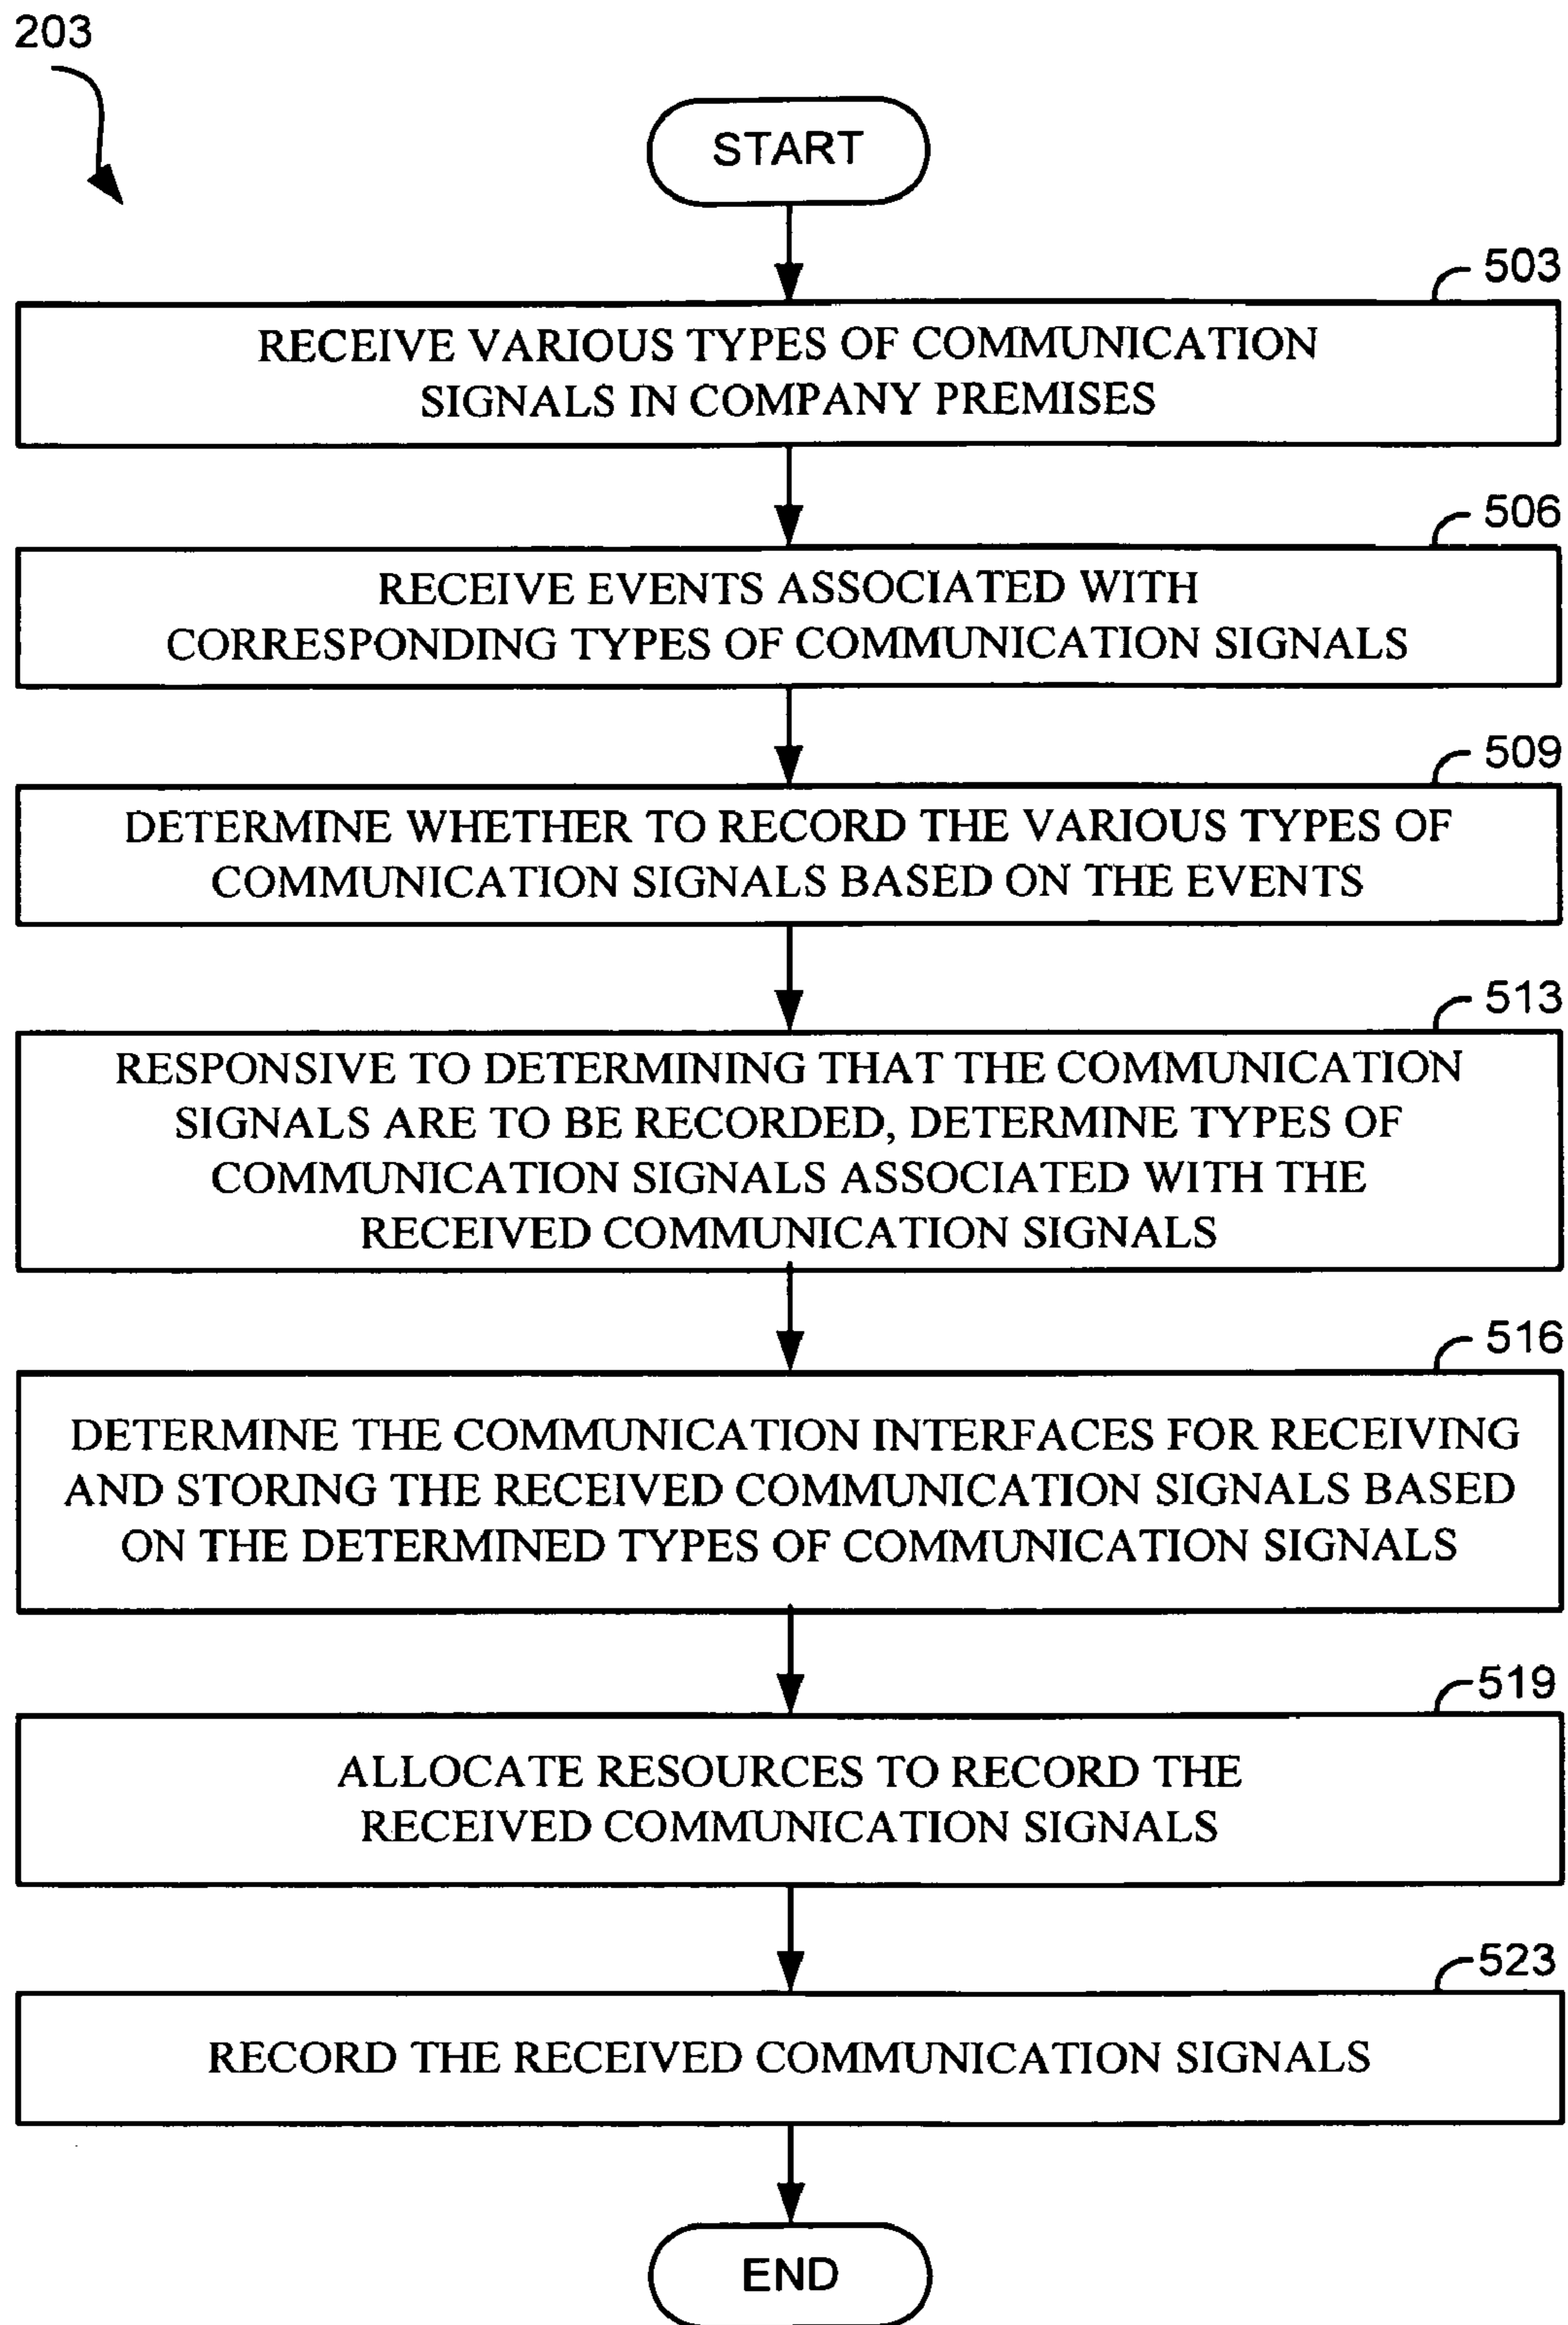 203
START
503
RECEIVE VARIOUS TYPES OF COMMUNICATION
SIGNALS IN COMPANY PREMISES
506
RECEIVE EVENTS ASSOCIATED WITH
CORRESPONDING TYPES OF COMMUNICATION SIGNALS
509
DETERMINE WHETHER TO RECORD THE VARIOUS TYPES OF
COMMUNICATION SIGNALS BASED ON THE EVENTS
513
RESPONSIVE TO DETERMINING THAT THE COMMUNICATION
SIGNALS ARE TO BE RECORDED, DETERMINE TYPES OF
COMMUNICATION SIGNALS ASSOCIATED WITH THE
RECEIVED COMMUNICATION SIGNALS
516
DETERMINE THE COMMUNICATION INTERFACES FOR RECEIVING
AND STORING THE RECEIVED COMMUNICATION SIGNALS BASED
ON THE DETERMINED TYPES OF COMMUNICATION SIGNALS
519
ALLOCATE RESOURCES TO RECORD THE
RECEIVED COMMUNICATION SIGNALS
523
RECORD THE RECEIVED COMMUNICATION SIGNALS
END